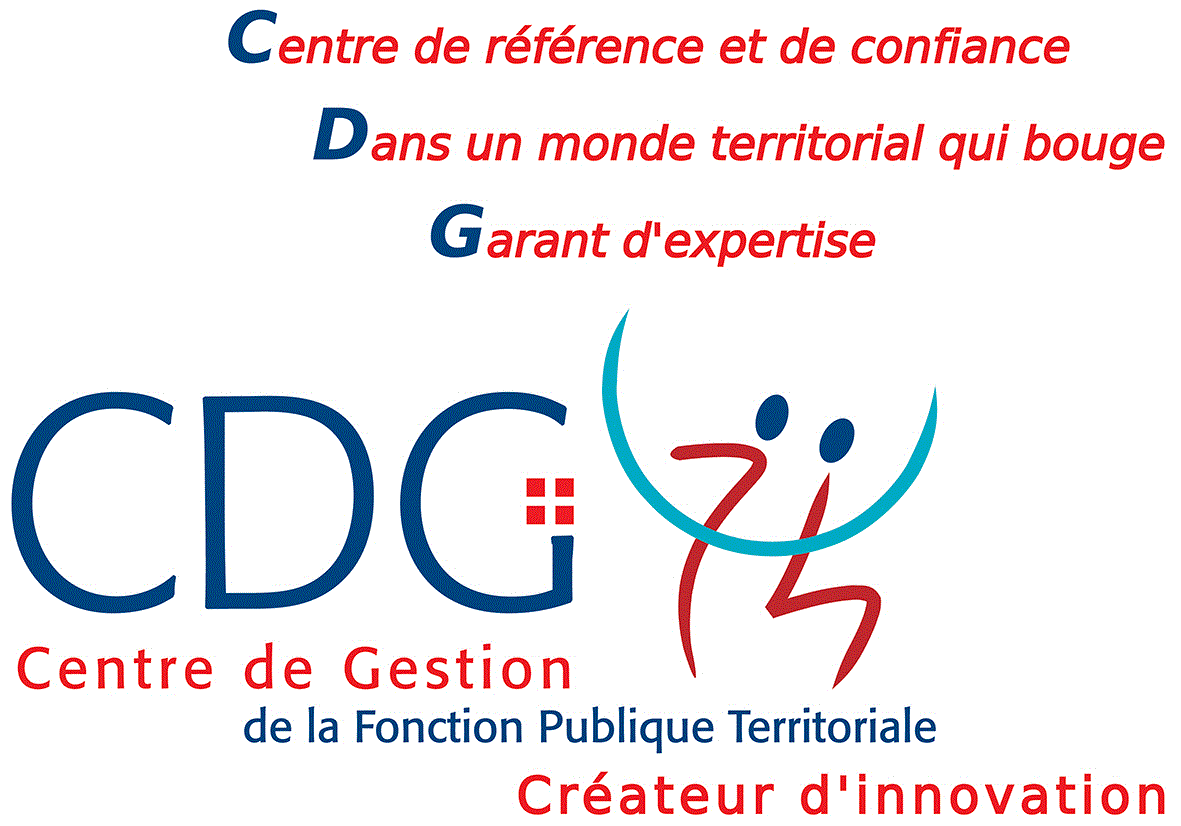 Centre de référence et de confiance
Dans un monde territorial qui bouge
Garant d'expertise
CDG
Centre de Gestion
de la Fonction Publique Territoriale
Créateur d'innovation